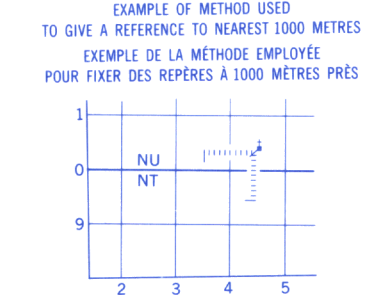 EXAMPLE OF METHOD USED
TO GIVE A REFERENCE TO NEAREST 1000 METRES
EXEMPLE DE LA MÉTHODE EMPLOYÉE
POUR FIXER DES REPÈRES À 1000 MÈTRES PRÈS
1
NU
0
NT
9
2 3 4 5